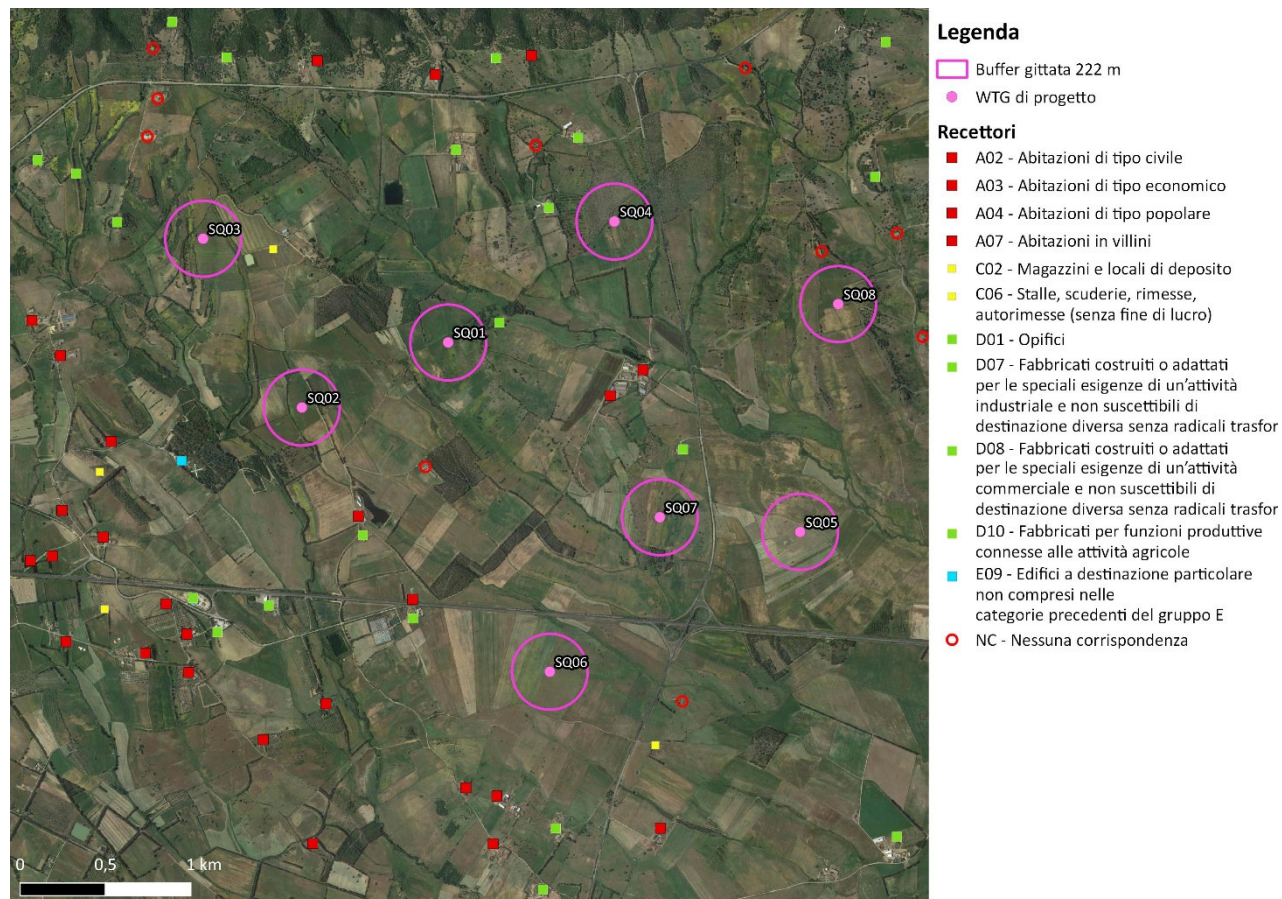 Legenda
Buffer gittata 222 m
WTG di progetto
Recettori
A02 - Abitazioni di tipo civile
A03 - Abitazioni di tipo economico
A04 - Abitazioni di tipo popolare
A07 - Abitazioni in villini
C02 - Magazzini e locali di deposito
C06 - Stalle, scuderie, rimesse,
autorimesse (senza fine di lucro)
D01 - Opifici
D07 - Fabbricati costruiti o adattati
per le speciali esigenze di un'attività
industriale e non suscettibili di
destinazione diversa senza radicali trasfor
D08 - Fabbricati costruiti o adattati
per le speciali esigenze di un'attività
commerciale e non suscettibili di
destinazione diversa senza radicali trasfor
D10 - Fabbricati per funzioni produttive
connesse alle attività agricole
E09 - Edifici a destinazione particolare
non compresi nelle
categorie precedenti del gruppo E
NC - Nessuna corrispondenza
SQ04
SQ03
SQ08
SQ01
SQ02
SQ07
SQ05
SQ06
0 0,5 1 km